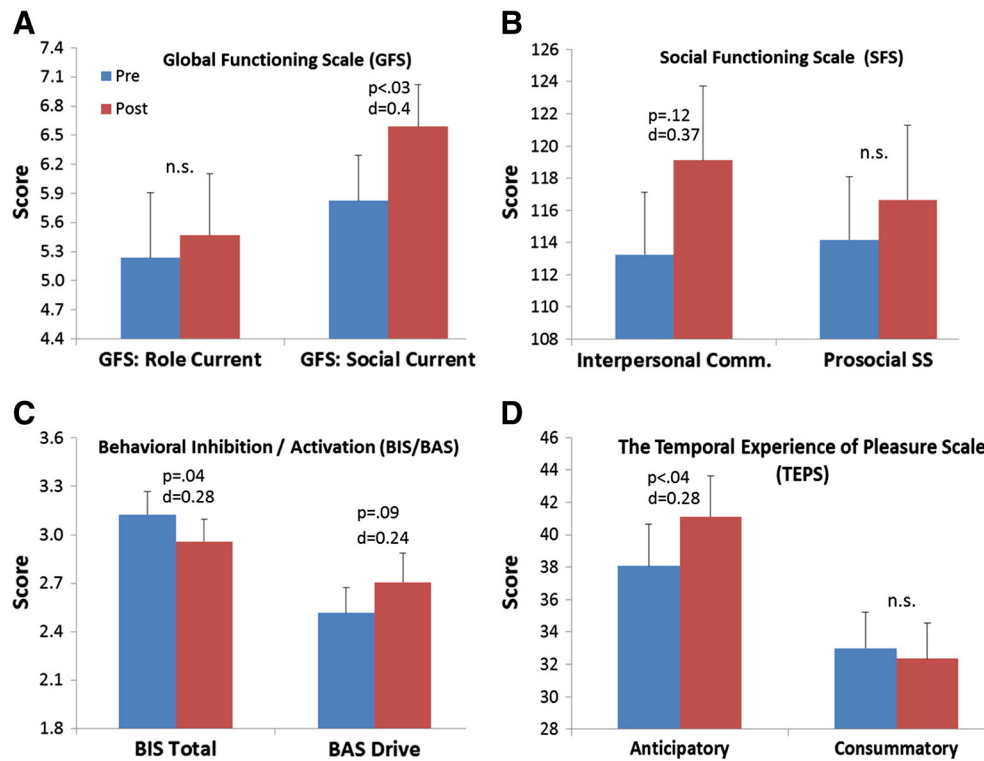 A
Global Functioning Scale (GFS)
7.4
7.1
6.8
6.5
6.2
5.9
5.6
5.3
5.0
4.7
4.4
Score
Pre
Post
n.s.
p<.03
d=0.4
GFS: Role Current
GFS: Social Current
B
Social Functioning Scale (SFS)
126
124
122
120
118
116
114
112
110
108
Score
p=.12
d=0.37
n.s.
Interpersonal Comm.
Prosocial SS
C
Behavioral Inhibition / Activation (BIS/BAS)
3.6
3.3
3.0
2.7
2.4
2.1
1.8
Score
p=.04
d=0.28
p=.09
d=0.24
BIS Total
BAS Drive
D
The Temporal Experience of Pleasure Scale
(TEPS)
46
44
42
40
38
36
34
32
30
28
Score
p<.04
d=0.28
n.s.
Anticipatory
Consummatory